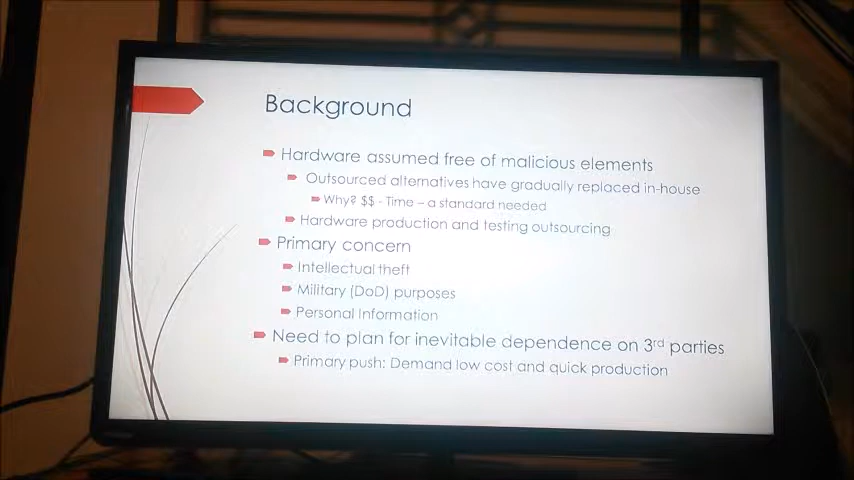 Background
Hardware assumed free of malicious elements
Outsourced alternatives have gradually replaced in-house
Why? $$ - Time – a standard needed
Hardware production and testing outsourcing
Primary concern
Intellectual theft
Military (DoD) purposes
Personal Information
Need to plan for inevitable dependence on 3rd parties
Primary push: Demand low cost and quick production